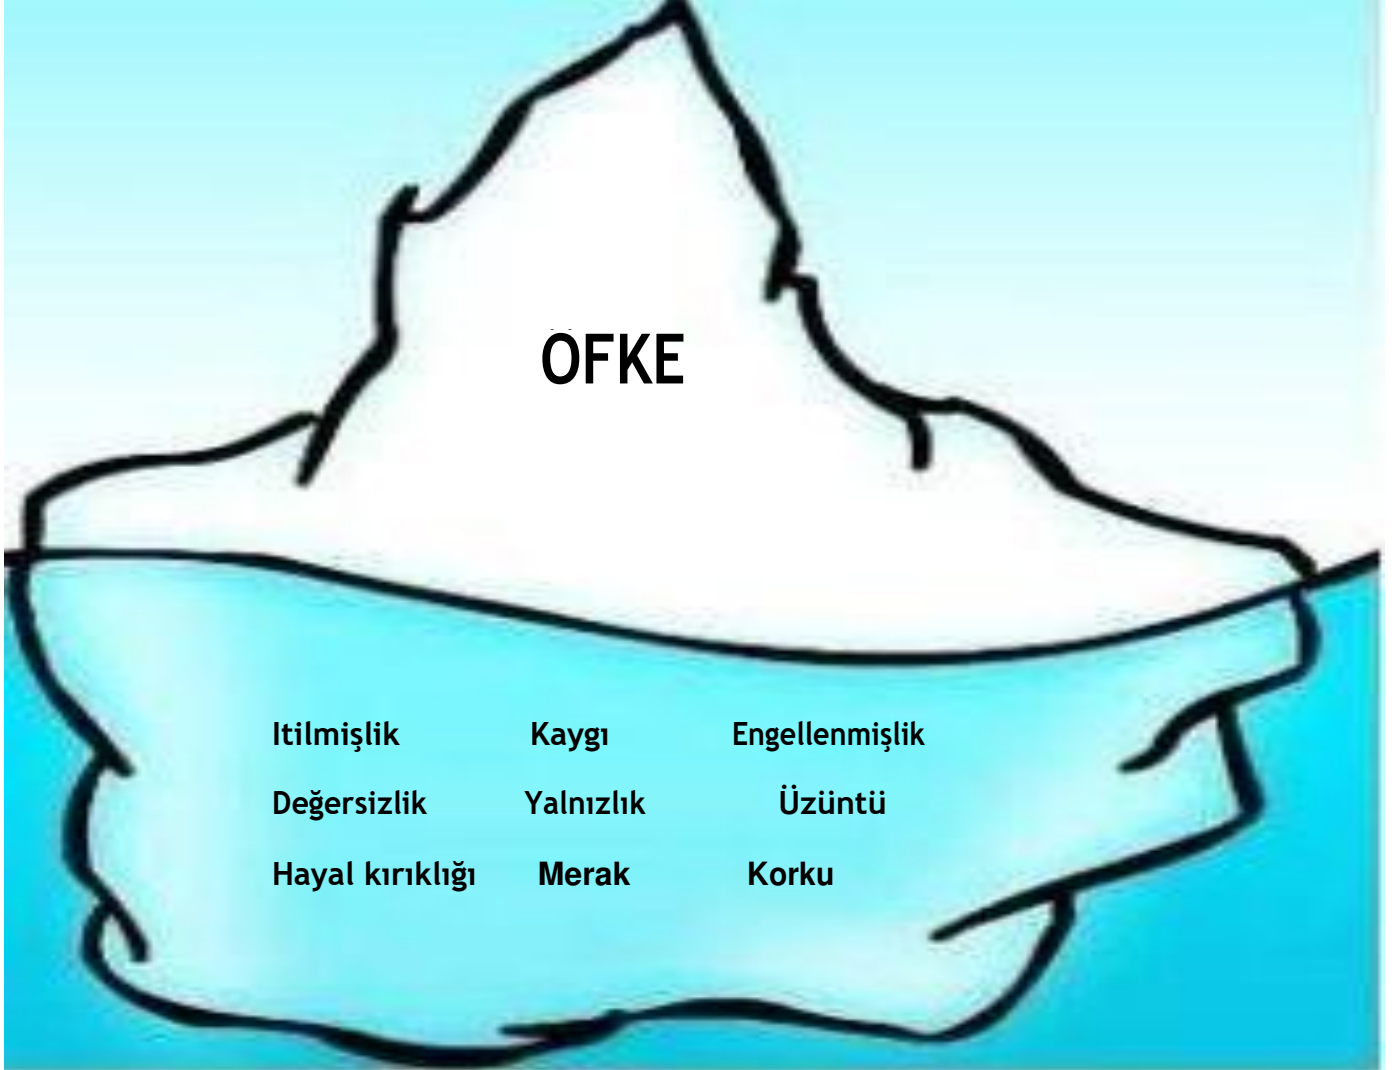 ÖFKE
Itilmişlik Kaygı Engellenmişlik
Değersizlik Yalnızlık Üzüntü
Hayal kırıklığı Merak Korku